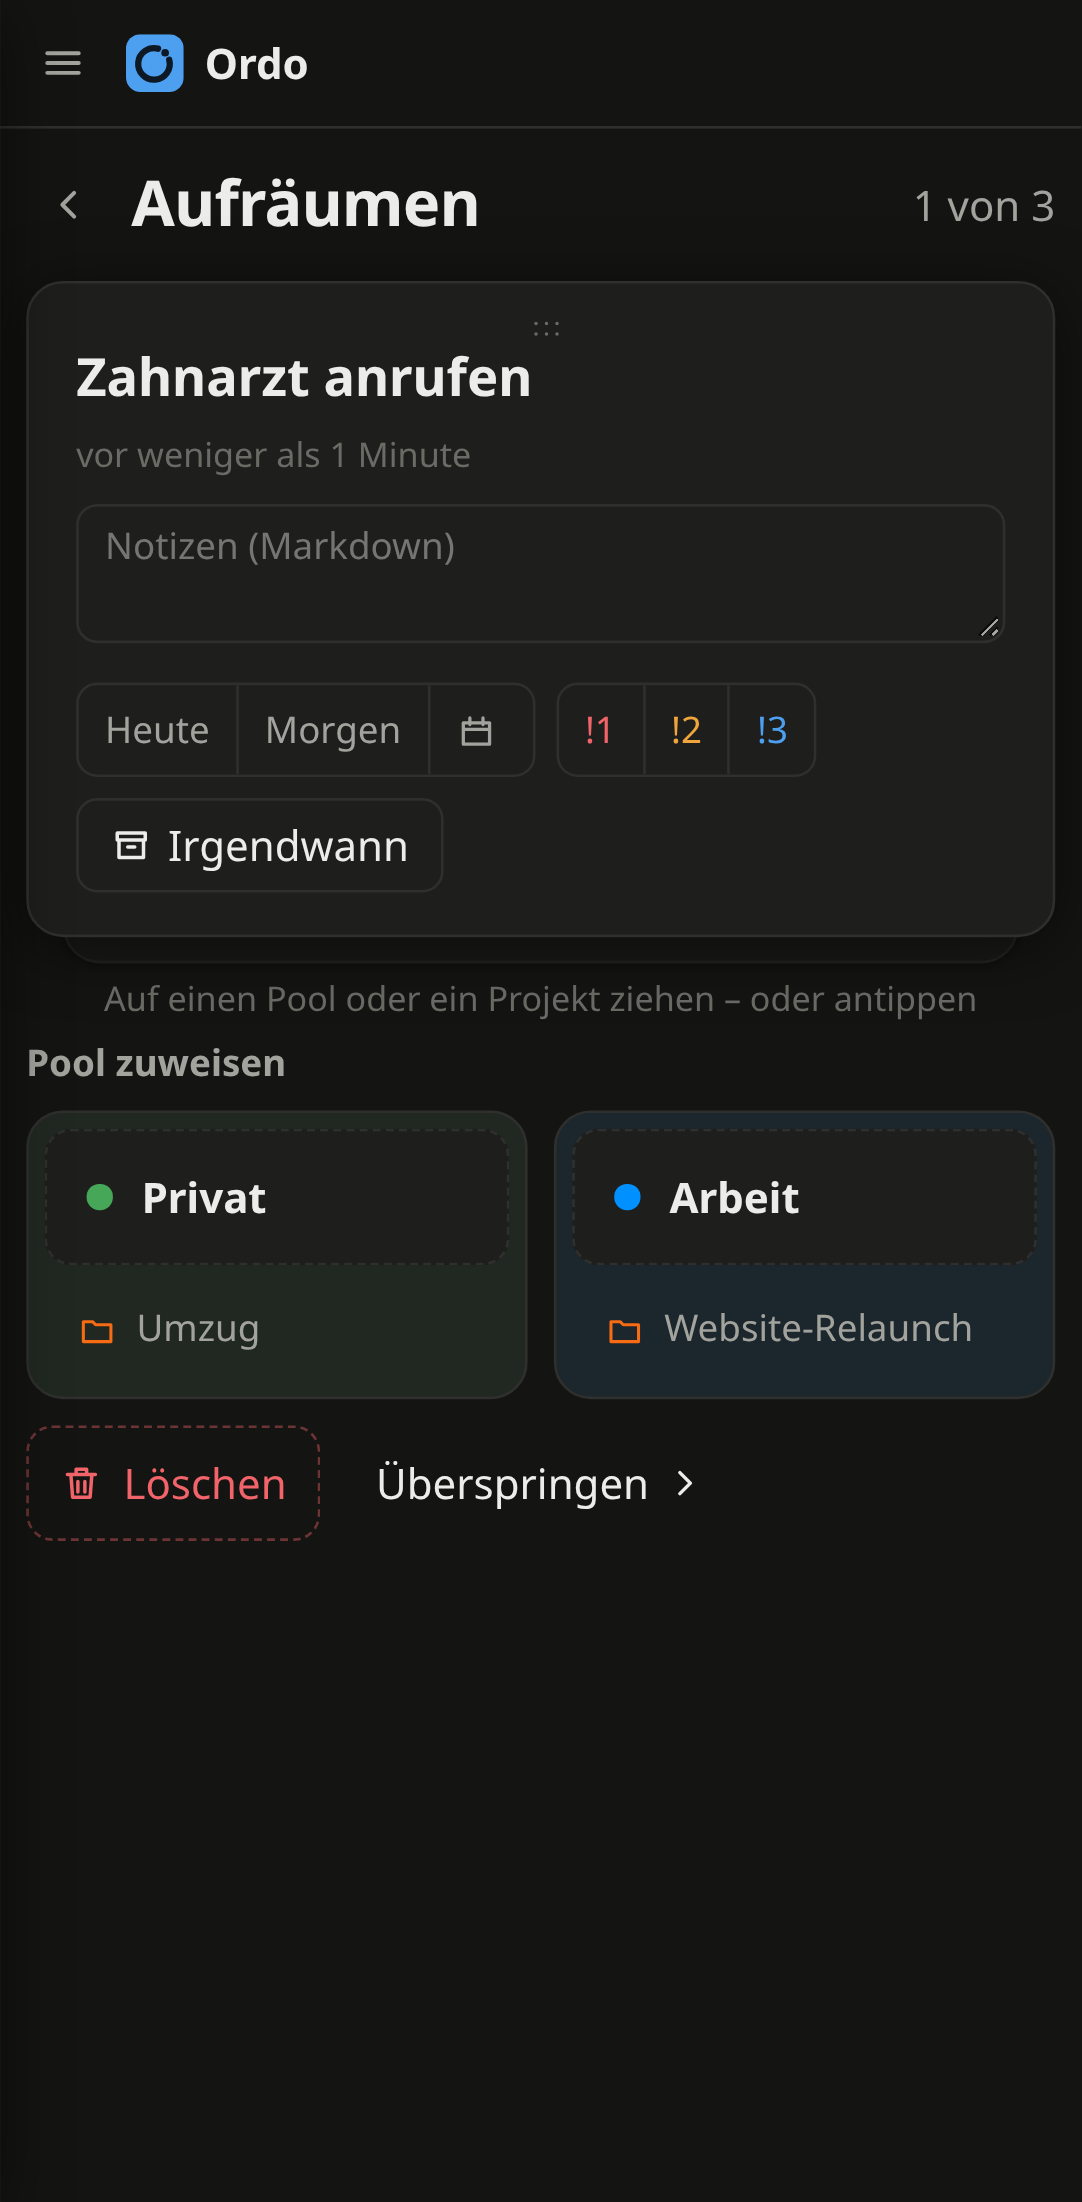 Ordo
Aufräumen 1 von 3
Zahnarzt anrufen
vor weniger als 1 Minute
Notizen (Markdown)
Heute Morgen !1 !2 !3
Irgendwann
Auf einen Pool oder ein Projekt ziehen – oder antippen
Pool zuweisen
Privat Arbeit
Umzug Website-Relaunch
Löschen Überspringen